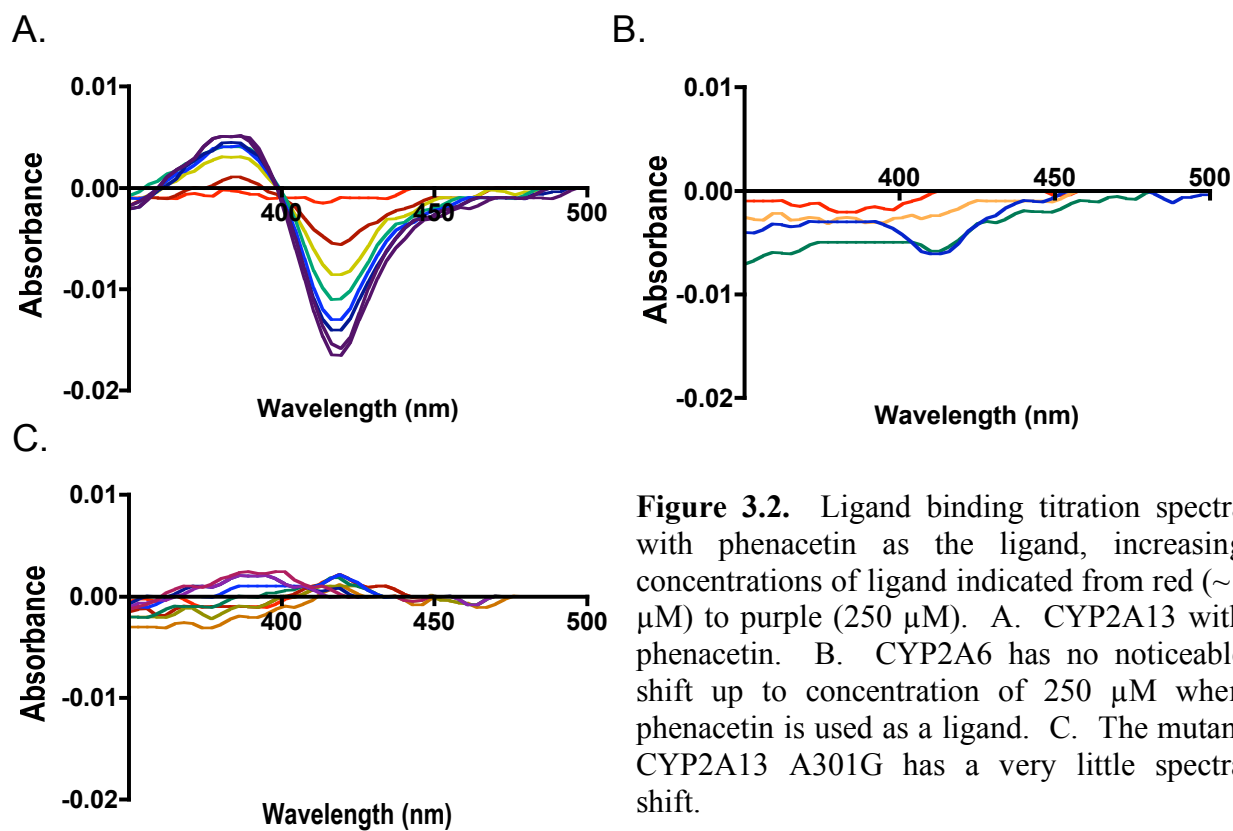 A.
B.
0.01
0.00
-0.01
-0.02
400
450
500
Absorbance
Wavelength (nm)
0.01
0.00
-0.01
-0.02
400
450
500
Absorbance
Wavelength (nm)
C.
0.01
0.00
-0.01
-0.02
400
450
500
Absorbance
Wavelength (nm)
Figure 3.2. Ligand binding titration
with phenacetin as the ligand, increasing
concentrations of ligand indicated from red (~
µM) to purple (250 µM). A. CYP2A13 with
phenacetin. B. CYP2A6 has no noticeable
shift up to concentration of 250 µM when
phenacetin is used as a ligand. C. The
CYP2A13 A301G has a very little
shift.